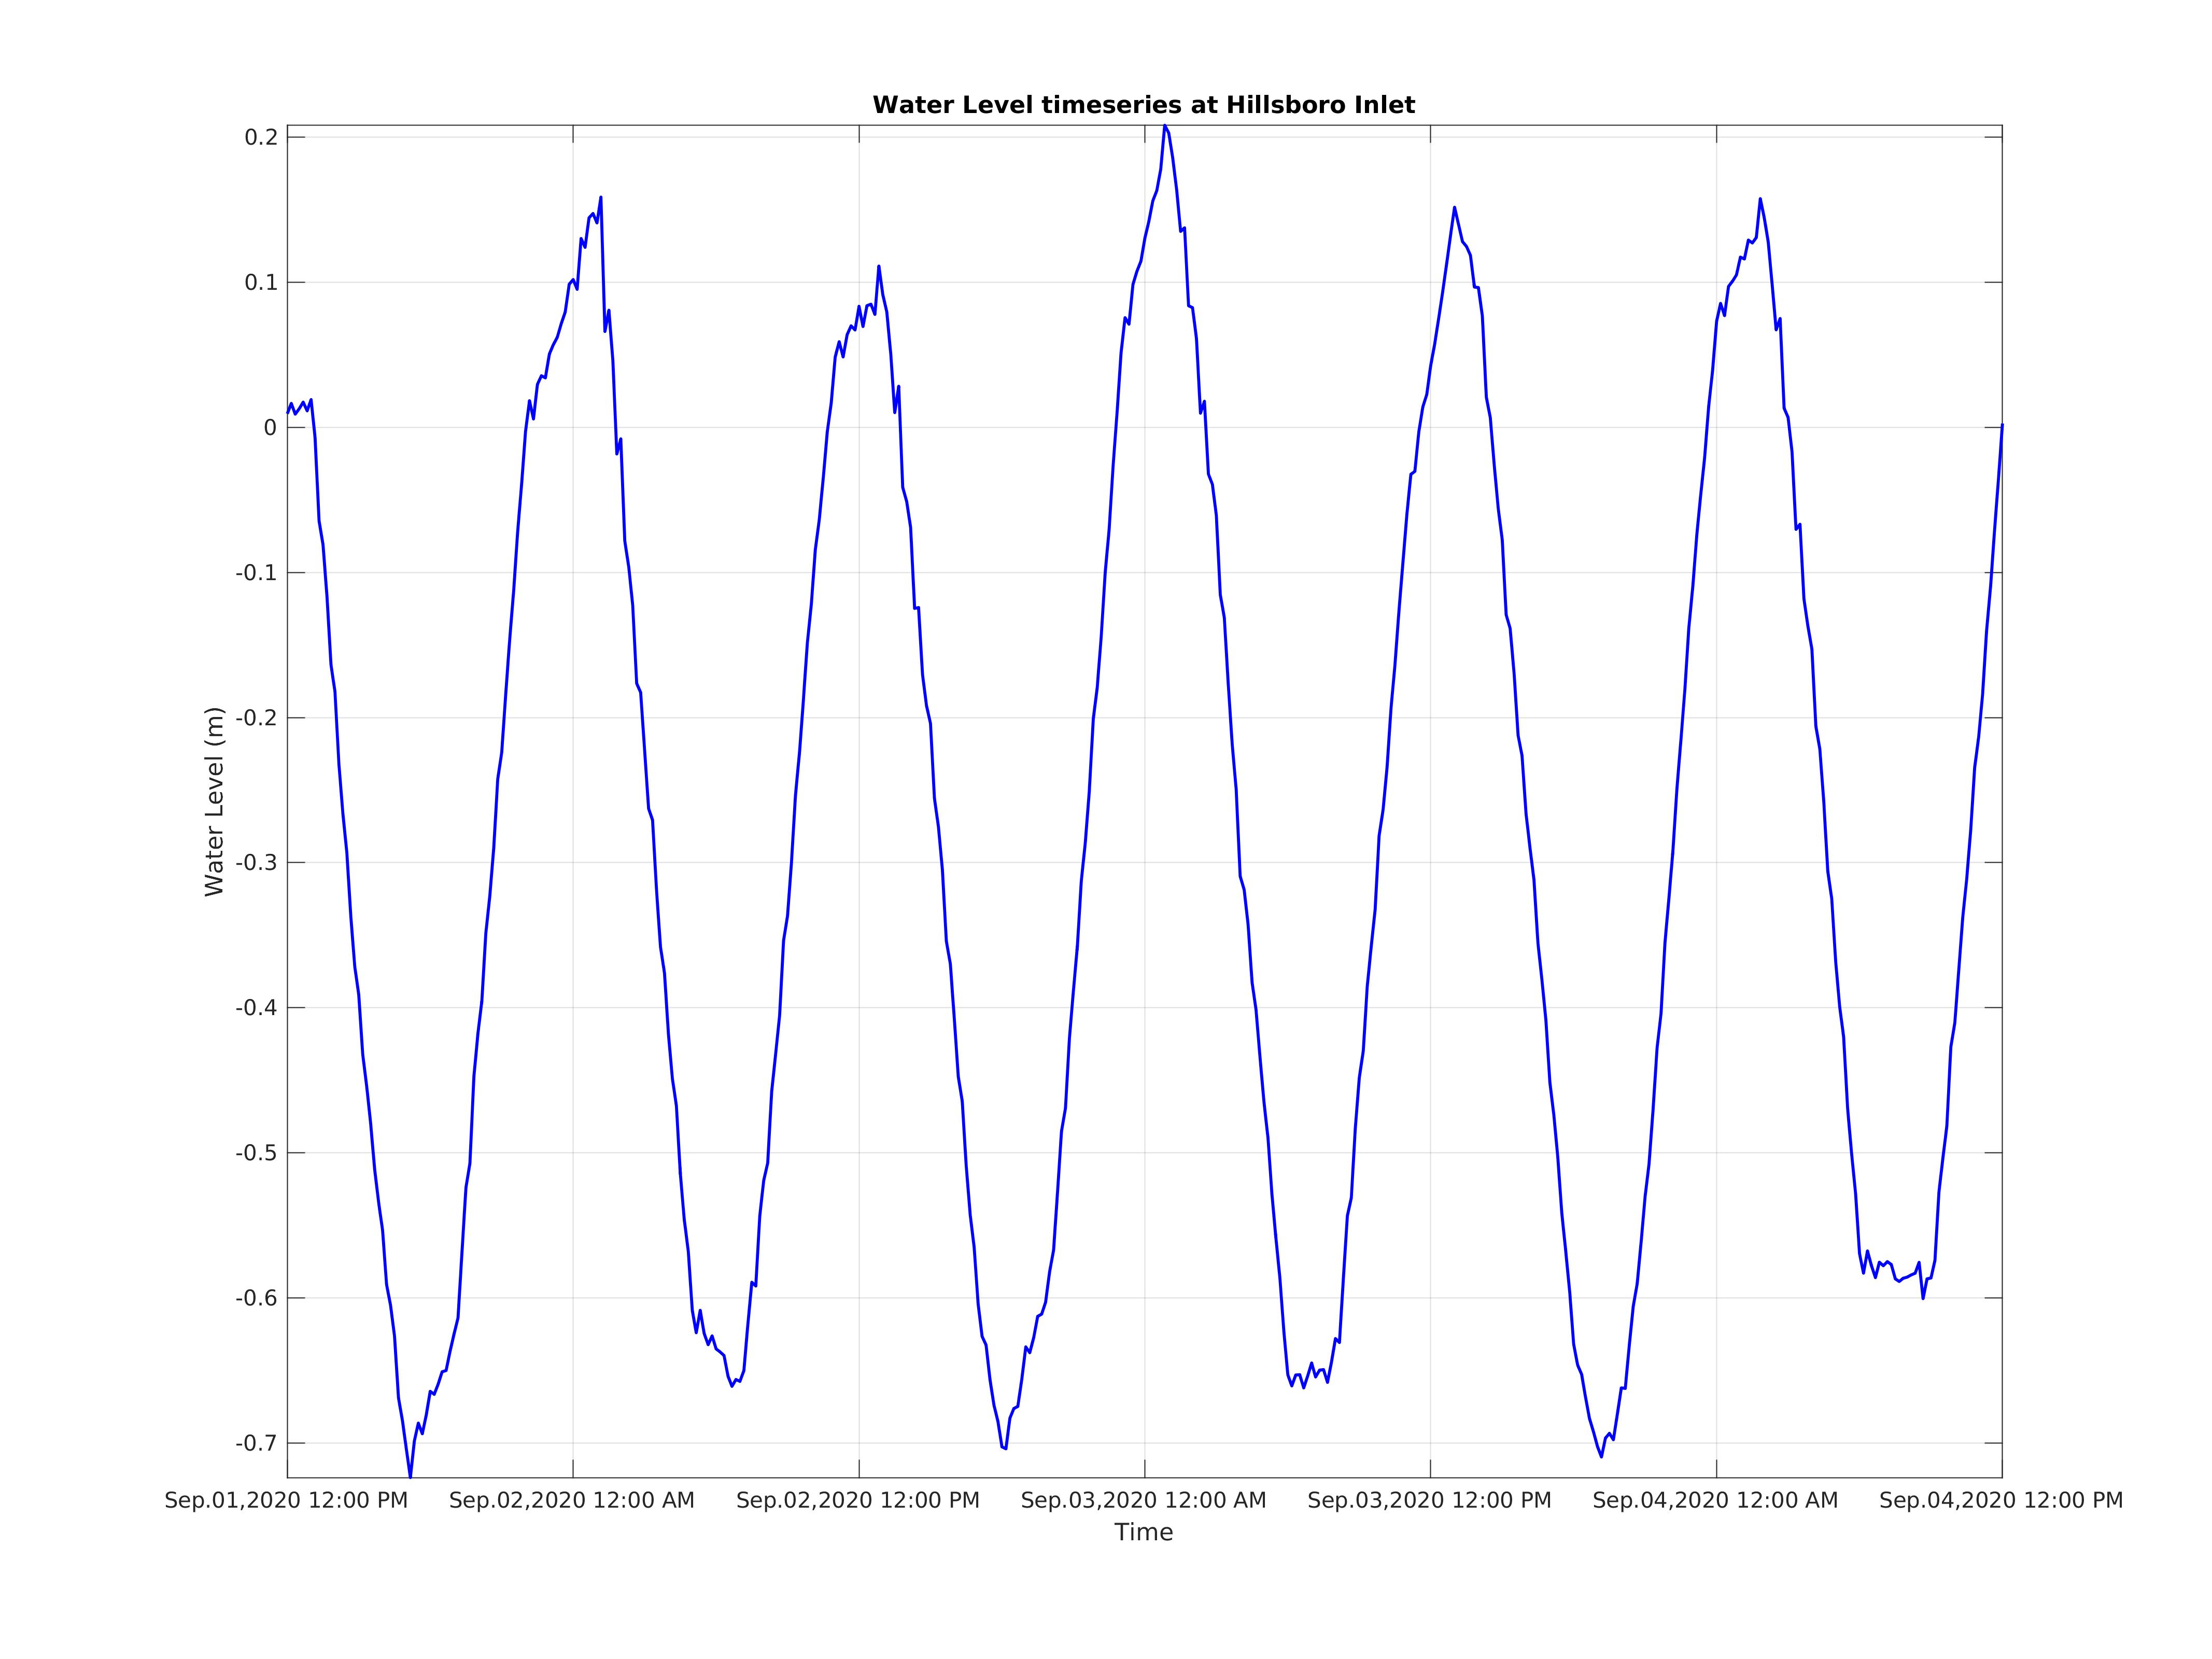 Water Level timeseries at Hillsboro Inlet
0.2
0.1
0
-0.1
-0.2
-0.3
-0.4
-0.5
-0.6
-0.7
Water Level (m)
Sep.01,2020 12:00 PM Sep.02,2020 12:00 AM Sep.02,2020 12:00 PM Sep.03,2020 12:00 AM Sep.03,2020 12:00 PM Sep.04,2020 12:00 AM Sep.04,2020 12:00 PM
Time